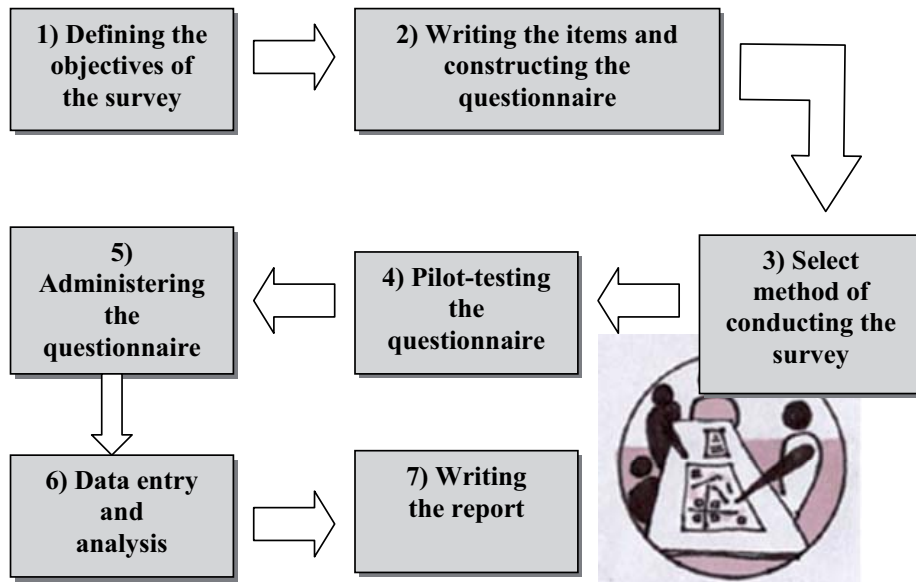 1) Defining the
objectives of
the survey
2) Writing the items and
constructing the
questionnaire
3) Select
method of
conducting the
survey
4) Pilot-testing
the
questionnaire
5)
Administering
the
questionnaire
6) Data entry
and
analysis
7) Writing
the report